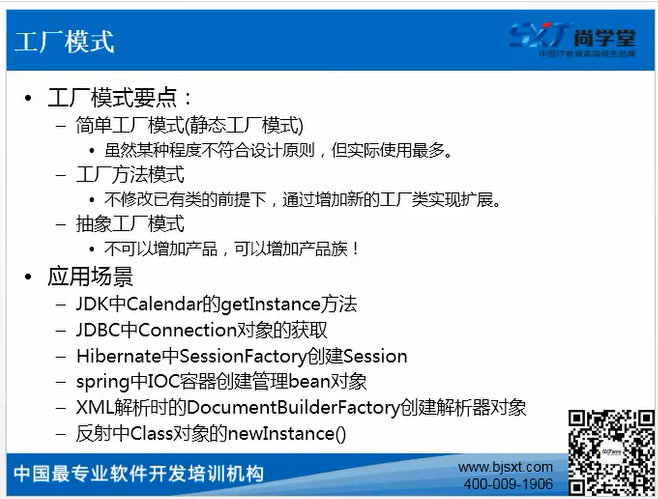 工厂模式
SXT 尚学堂
中国IT教育高端领先品牌
• 工厂模式要点：
– 简单工厂模式(静态工厂模式)
• 虽然某种程度不符合设计原则，但实际使用最多。
– 工厂方法模式
• 不修改已有类的前提下，通过增加新的工厂类实现扩展。
– 抽象工厂模式
• 不可以增加产品，可以增加产品族！
• 应用场景
– JDK中Calendar的getInstance方法
– JDBC中Connection对象的获取
– Hibernate中SessionFactory创建Session
– spring中IOC容器创建管理bean对象
– XML解析时的DocumentBuilderFactory创建解析器对象
– 反射中Class对象的newInstance()
中国最专业软件开发培训机构
www.bjsxt.com
400-009-1906